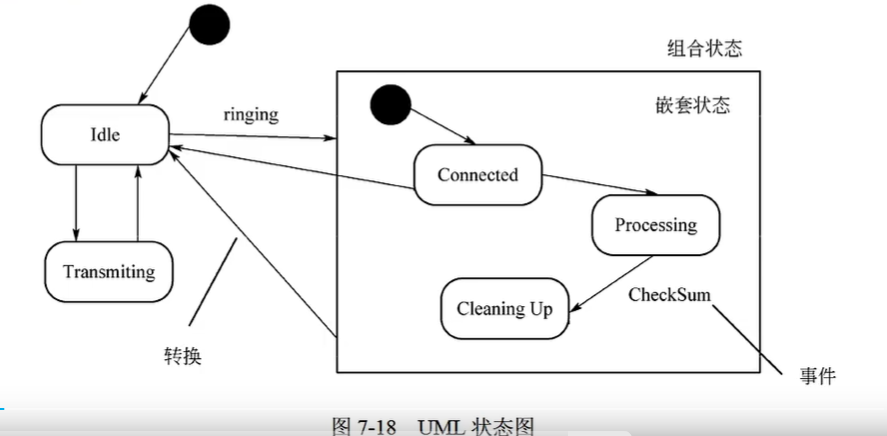 组合状态
嵌套状态
ringing
Idle
Connected
Processing
Transmiting
Cleaning Up
CheckSum
转换
事件
图 7-18 UML 状态图